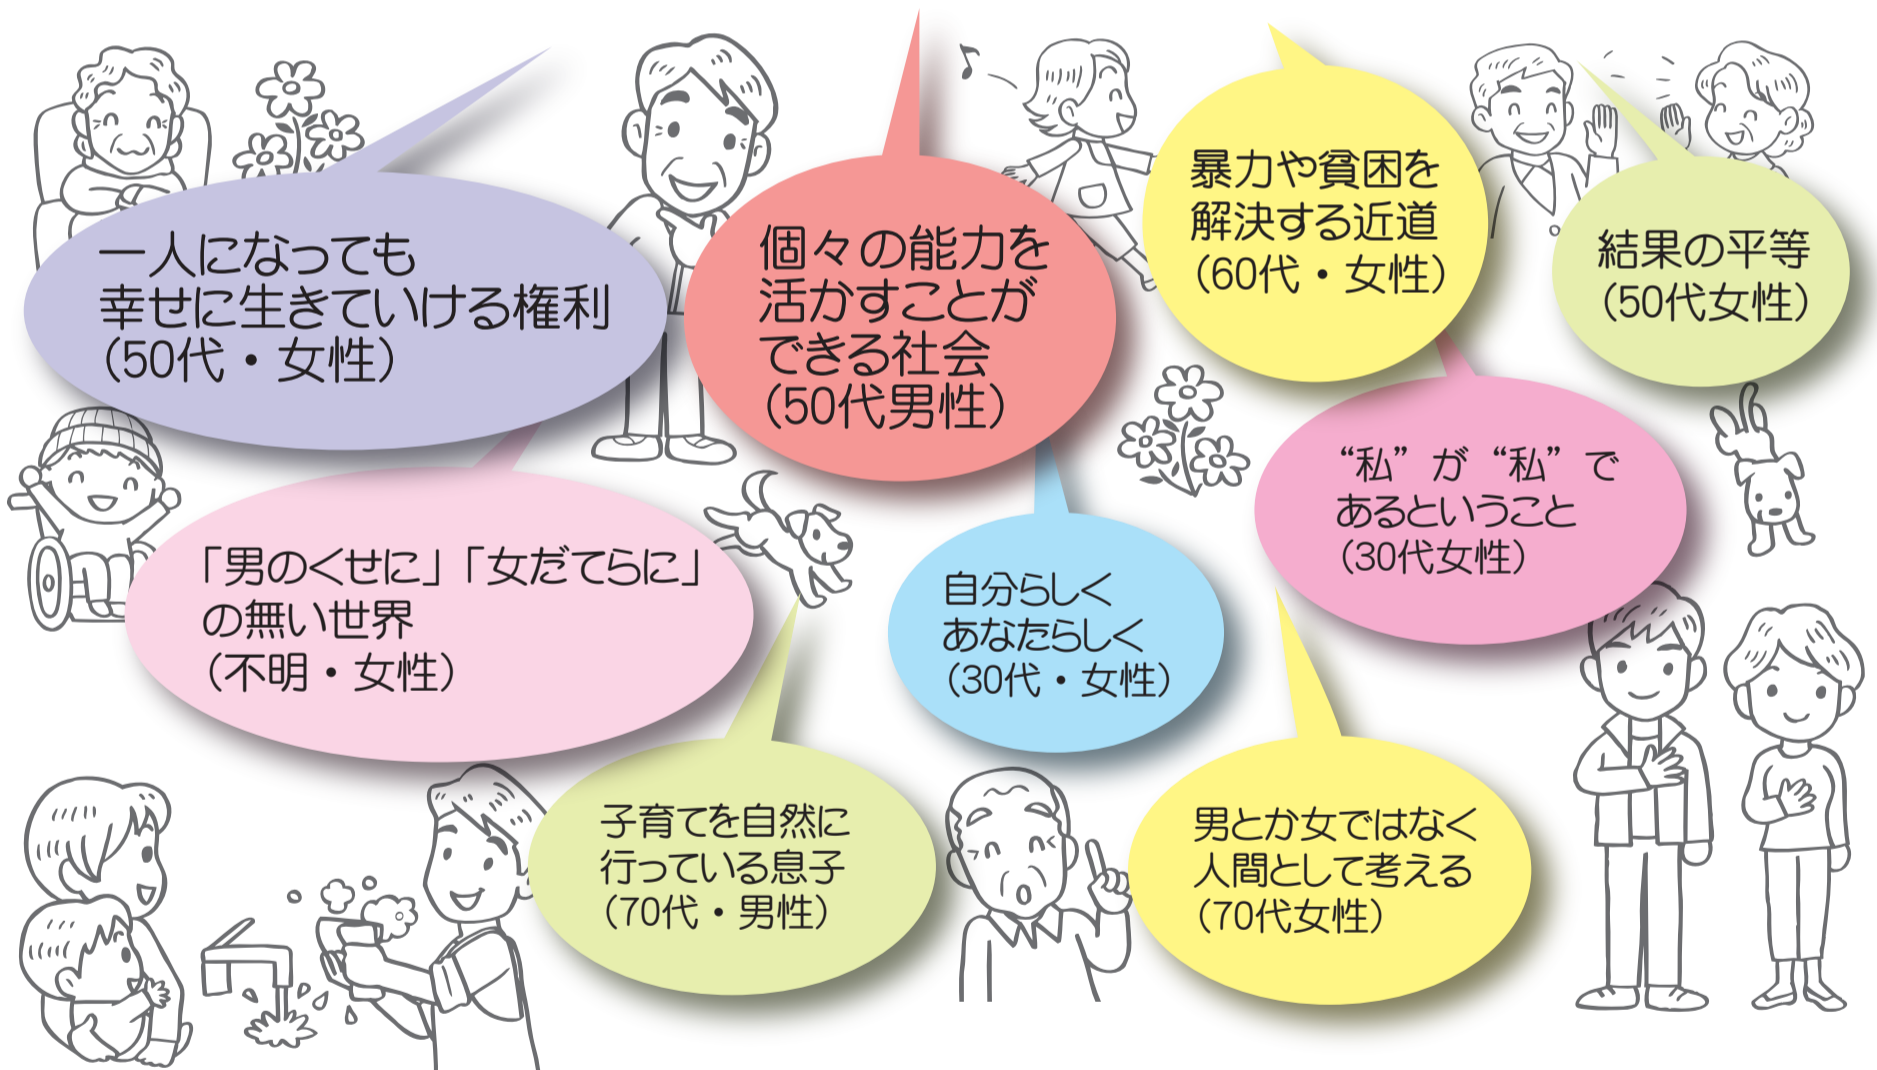 一人になっても
幸せに生きていける権利
(50代・女性)
個々の能力を
活かすことが
できる社会
(50代男性)
暴力や貧困を
解決する近道
(60代・女性)
結果の平等
(50代女性)
「男のくせに」「女だてらに」
の無い世界
(不明・女性)
自分らしく
あなたらしく
(30代・女性)
“私”が“私”で
あるということ
(30代女性)
子育てを自然に
行っている息子
(70代・男性)
男とか女ではなく
人間として考える
(70代女性)